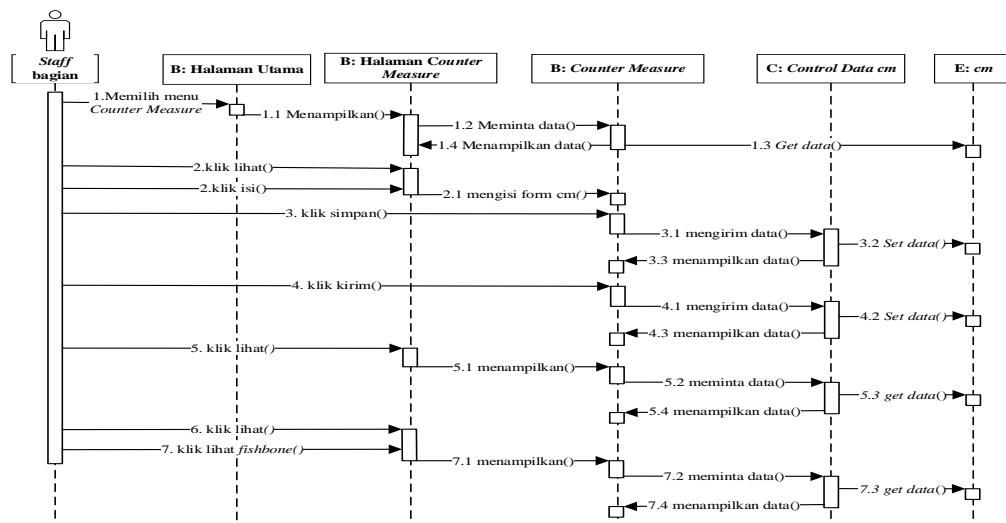 Staff
bagian
B: Halaman Utama
B: Halaman Counter
Measure
B: Counter Measure
C: Control Data cm
E: cm
1.Memilih menu
Counter Measure
1.1 Menampilkan()
1.2 Meminta data()
1.4 Menampilkan data()
1.3 Get data()
2.klik lihat()
2.klik isi()
2.1 mengisi form cm()
3. klik simpan()
3.1 mengirim data()
3.2 Set data()
3.3 menampilkan data()
4. klik kirim()
4.1 mengirim data()
4.2 Set data()
4.3 menampilkan data()
5. klik lihat()
5.1 menampilkan()
5.2 meminta data()
5.3 get data()
5.4 menampilkan data()
6. klik lihat()
7. klik lihat fishbone()
7.1 menampilkan()
7.2 meminta data()
7.3 get data()
7.4 menampilkan data()